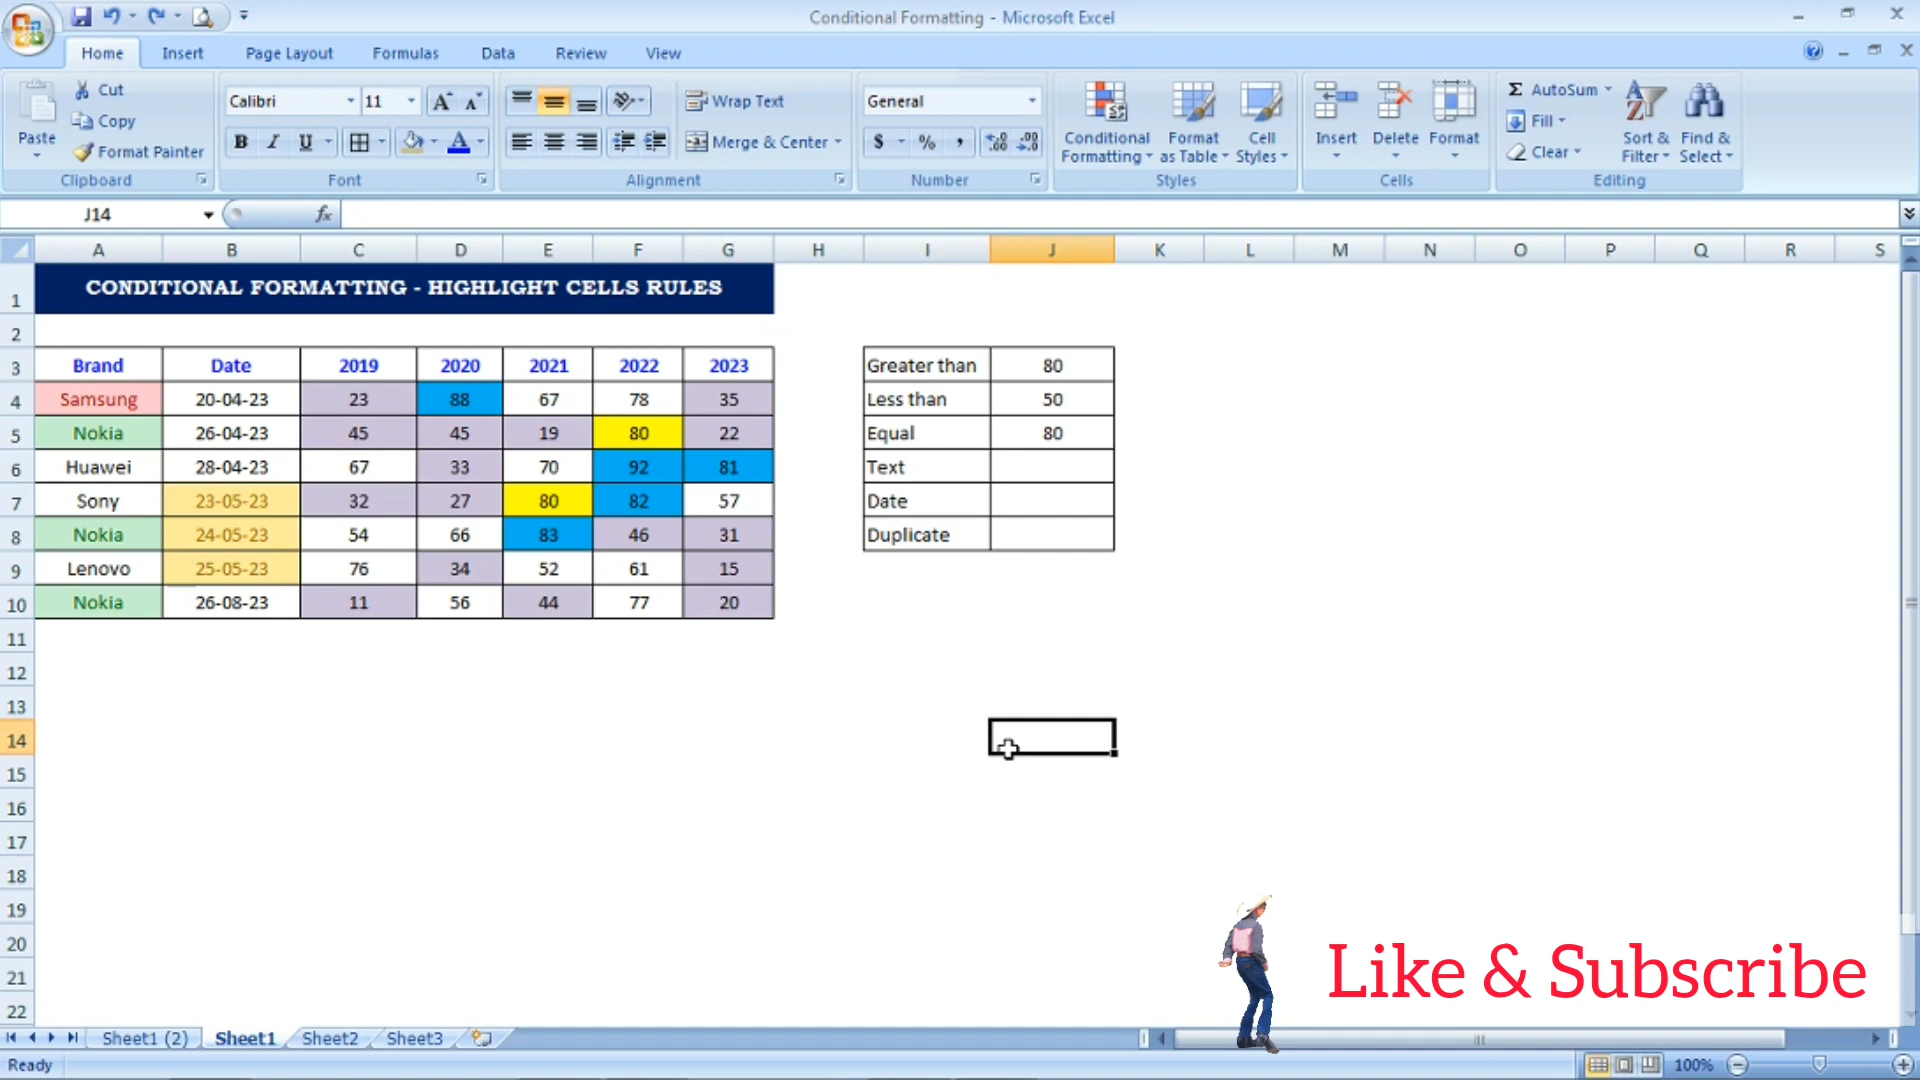 Conditional Formatting - Microsoft Excel
Home Insert Page Layout Formulas Data Review View
Paste Cut Copy Format Painter Clipboard
Calibri 11 B I U Font
Wrap Text Merge & Center Alignment
General $ % , Number
Conditional Formatting Format as Table Cell Styles Styles
Insert Delete Format Cells
Σ AutoSum Fill Clear Sort & Filter Find & Select Editing
J14 fx
A B C D E F G H I J K L M N O P Q R S
1 CONDITIONAL FORMATTING - HIGHLIGHT CELLS RULES
2
3 Brand Date 2019 2020 2021 2022 2023 Greater than 80
4 Samsung 20-04-23 23 88 67 78 35 Less than 50
5 Nokia 26-04-23 45 45 19 80 22 Equal 80
6 Huawei 28-04-23 67 33 70 92 81 Text
7 Sony 23-05-23 32 27 80 82 57 Date
8 Nokia 24-05-23 54 66 83 46 31 Duplicate
9 Lenovo 25-05-23 76 34 52 61 15
10 Nokia 26-08-23 11 56 44 77 20
11
12
13
14
15
16
17
18
19
20
21
22
Like & Subscribe
Sheet1 (2) Sheet1 Sheet2 Sheet3
Ready 100%